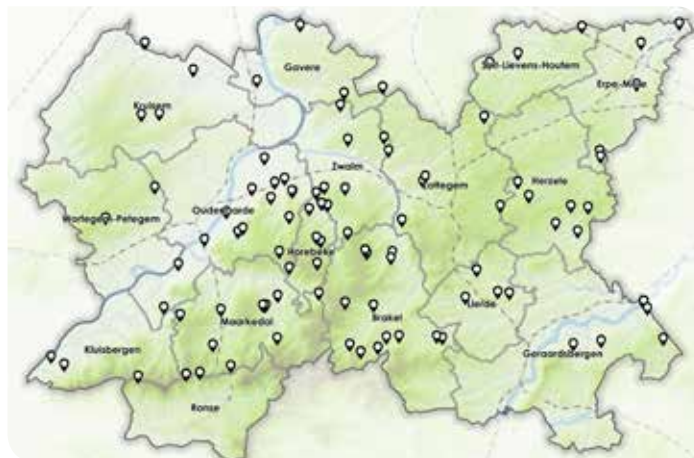 Gavere
Sint-Lievens-Houtem
Erpe-Mere
Kruisem
Zwalm
Zottegem
Herzele
Wortegem-Petegem
Oudenaarde
Horebeke
Maarkedal
Brakel
Lierde
Kluisbergen
Geraardsbergen
Ronse